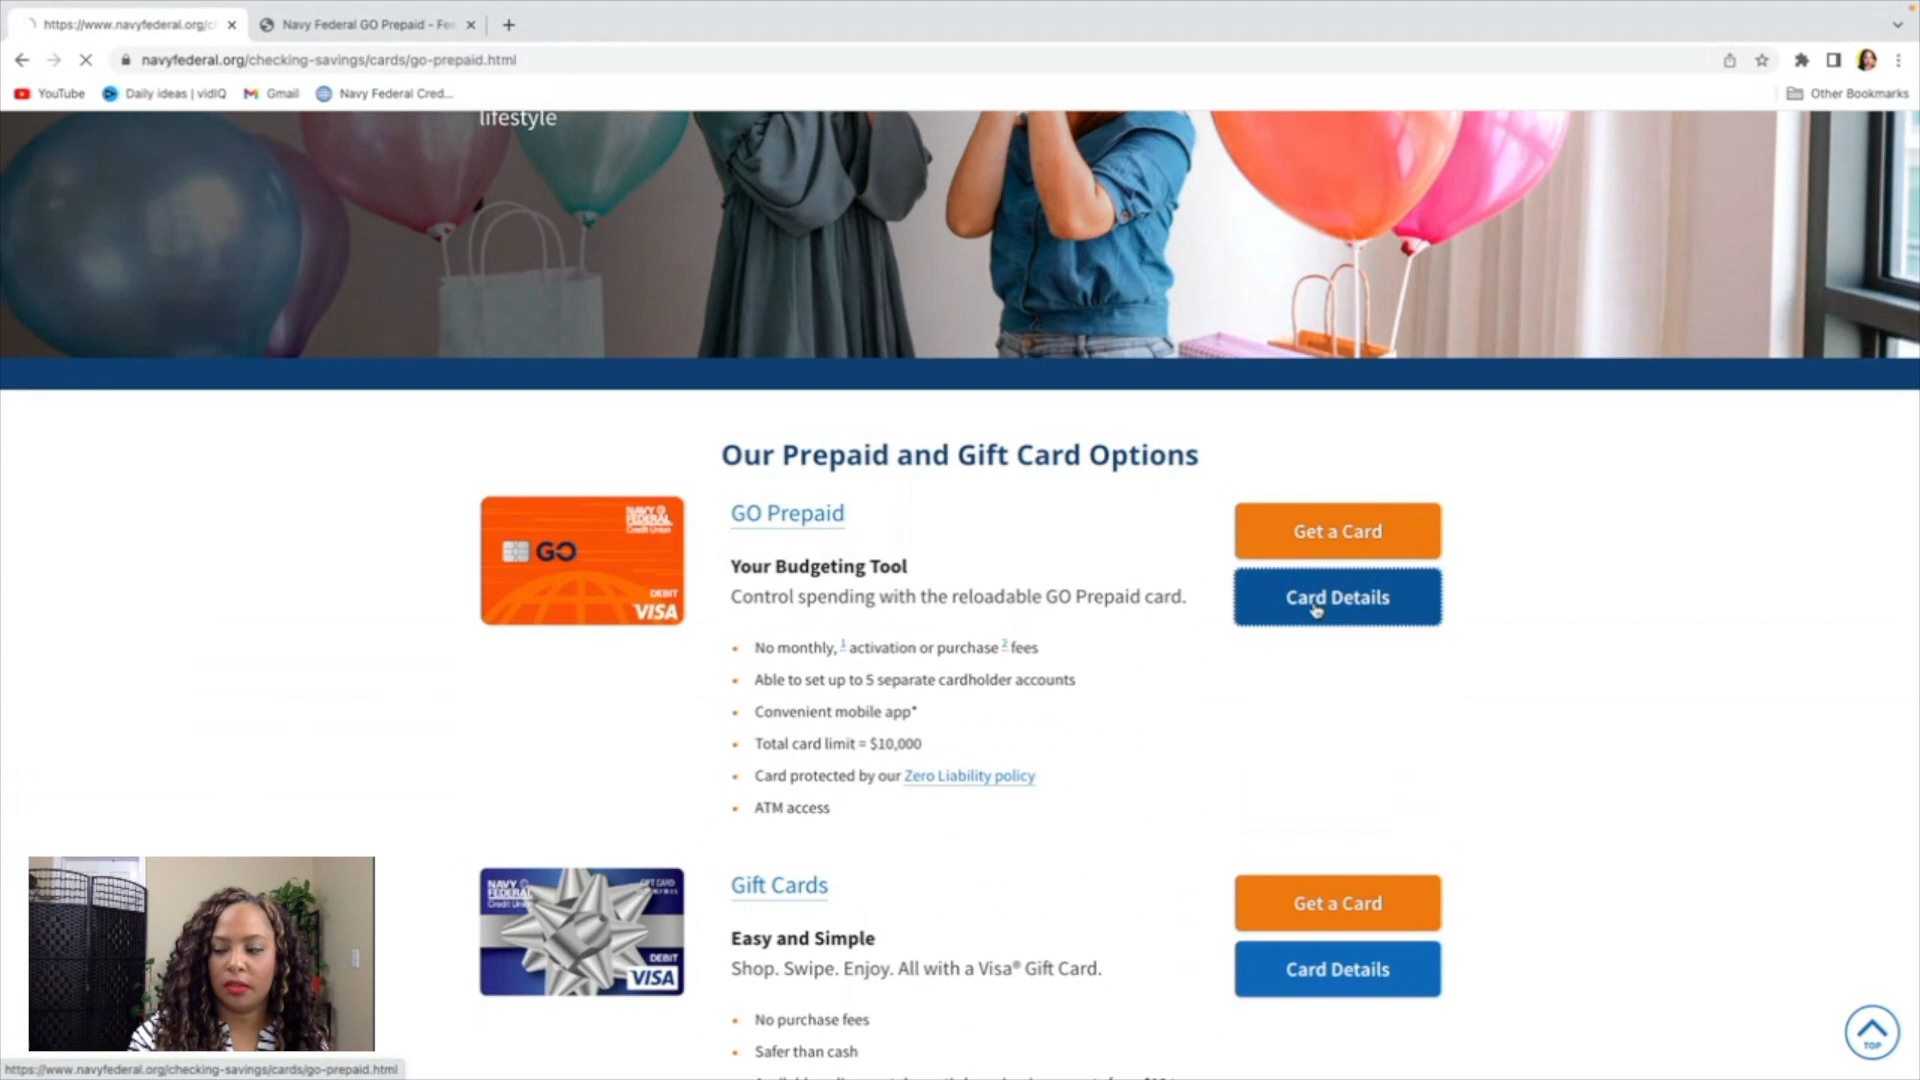 https://www.navyfederal.org/c
Navy Federal GO Prepaid - Fe
navyfederal.org/checking-savings/cards/go-prepaid.html
YouTube
Daily ideas | vidIQ
Gmail
Navy Federal Cred...
Other Bookmarks
lifestyle
Our Prepaid and Gift Card Options
NAVY
FEDERAL
Credit Union
GO
DEBIT
VISA
GO Prepaid
Your Budgeting Tool
Control spending with the reloadable GO Prepaid card.
No monthly, 1 activation or purchase 2 fees
Able to set up to 5 separate cardholder accounts
Convenient mobile app*
Total card limit = $10,000
Card protected by our Zero Liability policy
ATM access
Get a Card
Card Details
NAVY
FEDERAL
Credit Union
GIFT CARD
DEBIT
VISA
Gift Cards
Easy and Simple
Shop. Swipe. Enjoy. All with a Visa® Gift Card.
No purchase fees
Safer than cash
Get a Card
Card Details
TOP
https://www.navyfederal.org/checking-savings/cards/go-prepaid.html